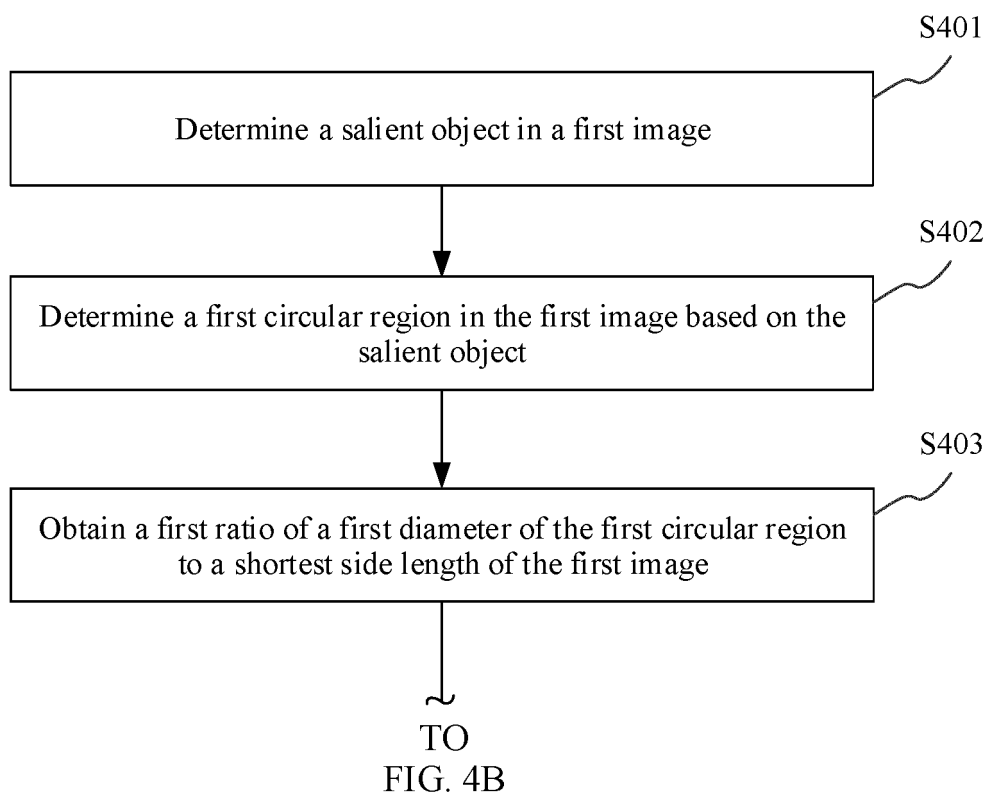 S401
Determine a salient object in a first image
S402
Determine a first circular region in the first image based on the
salient object
S403
Obtain a first ratio of a first diameter of the first circular region
to a shortest side length of the first image
TO
FIG. 4B